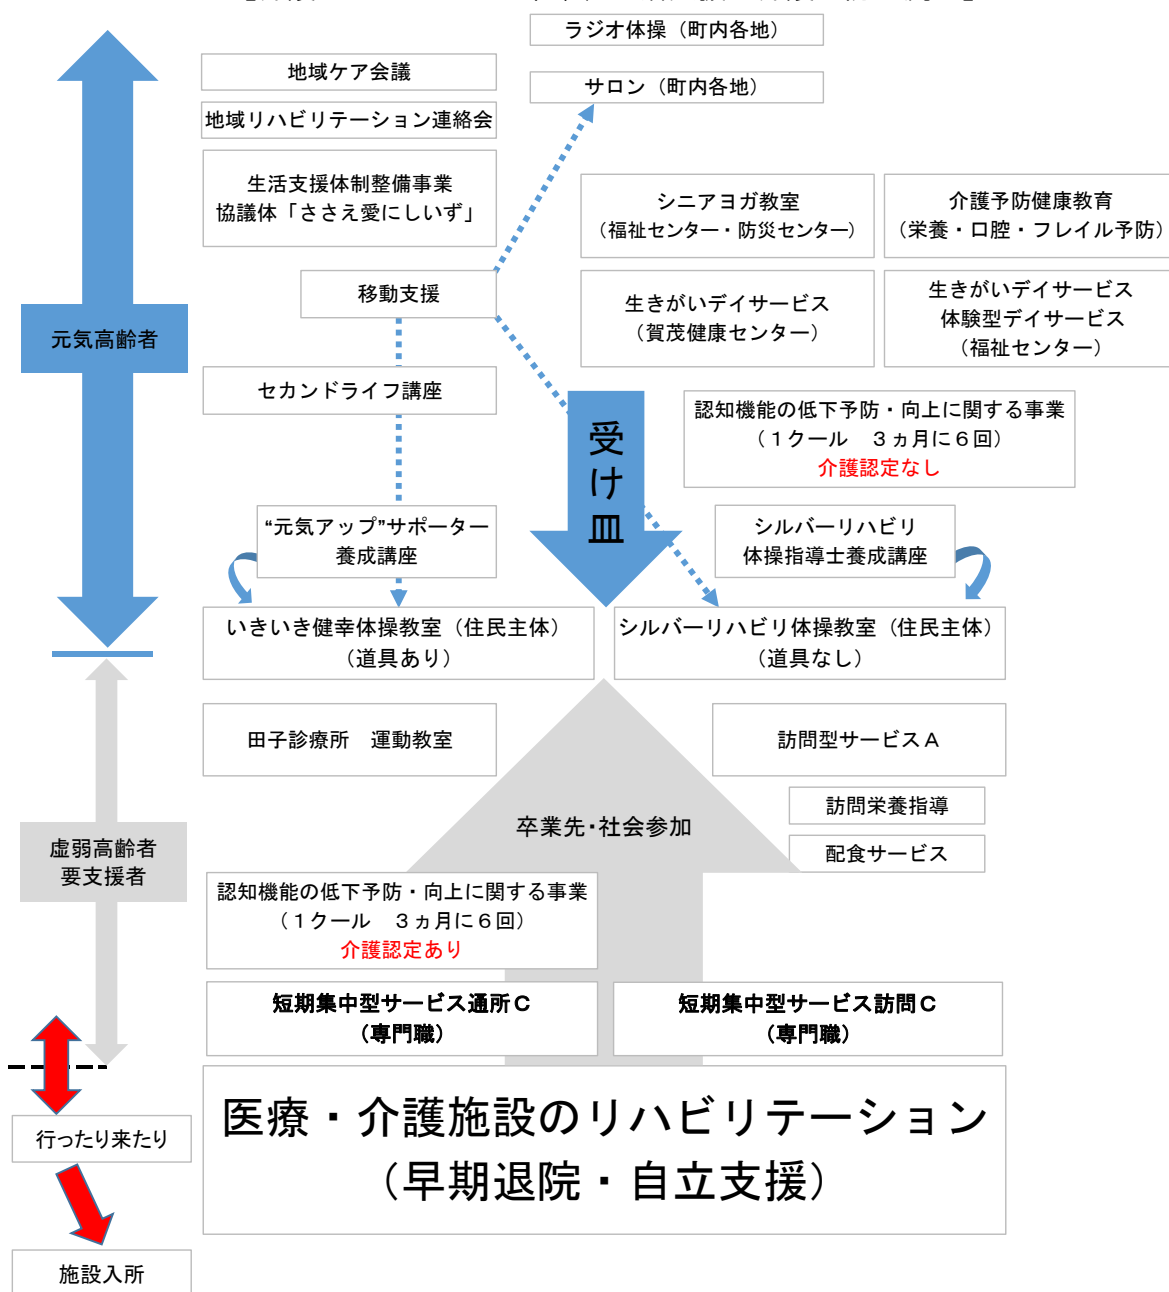 ラジオ体操（町内各地）
地域ケア会議
サロン（町内各地）
地域リハビリテーション連絡会
生活支援体制整備事業
協議体「ささえ愛にしいず」
シニアヨガ教室
（福祉センター・防災センター）
介護予防健康教育
（栄養・口腔・フレイル予防）
移動支援
生きがいデイサービス
（賀茂健康センター）
生きがいデイサービス
体験型デイサービス
（福祉センター）
元気高齢者
セカンドライフ講座
受け皿
認知機能の低下予防・向上に関する事業
（１クール　３ヵ月に６回）
介護認定なし
“元気アップ”サポーター
養成講座
シルバーリハビリ
体操指導士養成講座
いきいき健幸体操教室（住民主体）
（道具あり）
シルバーリハビリ体操教室（住民主体）
（道具なし）
田子診療所　運動教室
訪問型サービスＡ
訪問栄養指導
配食サービス
卒業先・社会参加
虚弱高齢者
要支援者
認知機能の低下予防・向上に関する事業
（１クール　３ヵ月に６回）
介護認定あり
短期集中型サービス通所Ｃ
（専門職）
短期集中型サービス訪問Ｃ
（専門職）
医療・介護施設のリハビリテーション
（早期退院・自立支援）
行ったり来たり
施設入所